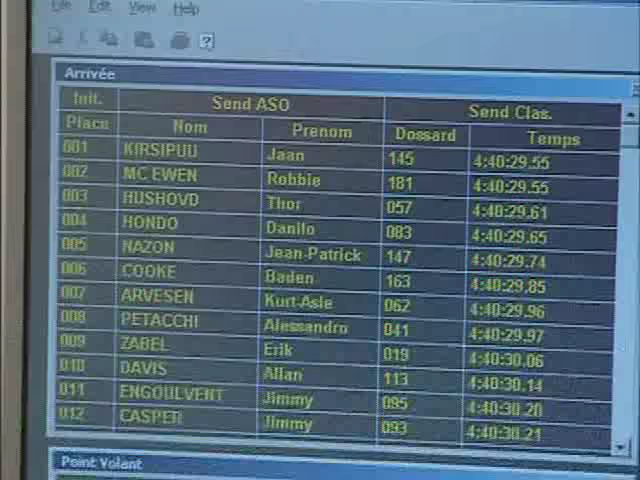 File Edit View Help
Arrivée
Init. Send ASO Send Clas.
Place Nom Prenom Dossard Temps
001 KIRSIPUU Jaan 145 4:40:29.55
002 MC EWEN Robbie 181 4:40:29.55
003 HUSHOVD Thor 057 4:40:29.61
004 HONDO Danilo 083 4:40:29.65
005 NAZON Jean-Patrick 147 4:40:29.74
006 COOKE Baden 163 4:40:29.85
007 ARVESEN Kurt-Asle 062 4:40:29.96
008 PETACCHI Alessandro 041 4:40:29.97
009 ZABEL Erik 019 4:40:30.06
010 DAVIS Allan 113 4:40:30.14
011 ENGOULVENT Jimmy 095 4:40:30.20
012 CASPER Jimmy 093 4:40:30.21
Point Volant